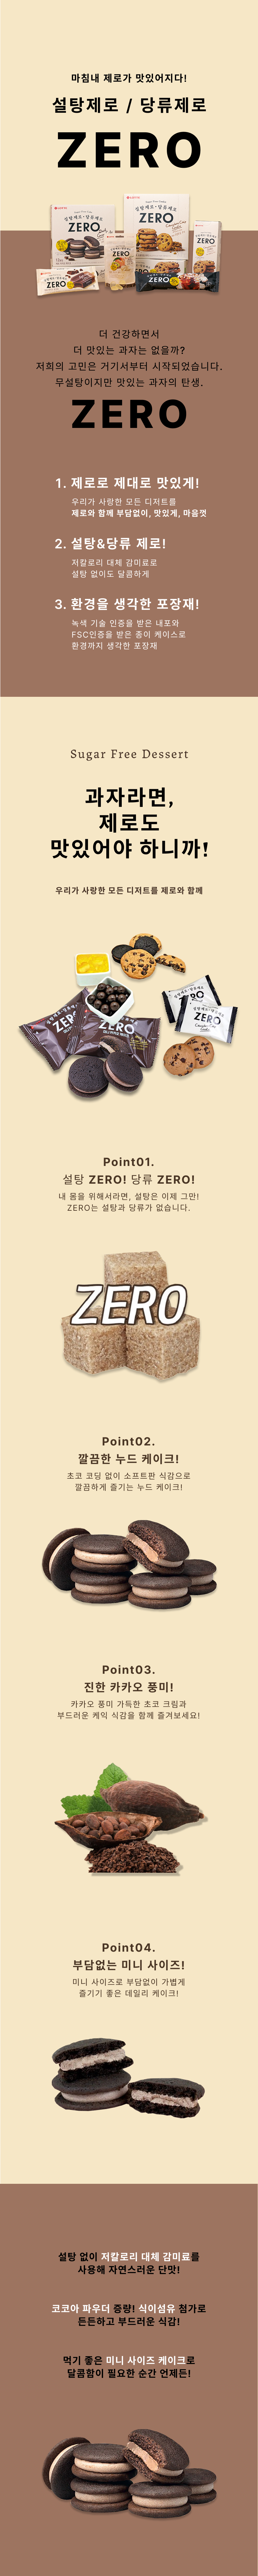 마침내 제로가 맛있어지다!
설탕제로 / 당류제로
ZERO
ZERO
ZERO
ZERO
ZERO
ZERO
더 건강하면서
더 맛있는 과자는 없을까?
저희의 고민은 거기서부터 시작되었습니다.
무설탕이지만 맛있는 과자의 탄생.
ZERO
1. 제로로 제대로 맛있게!
우리가 사랑한 모든 디저트를
제로와 함께 부담없이, 맛있게, 마음껏
2. 설탕&당류 제로!
저칼로리 대체 감미료로
설탕 없이도 달콤하게
3. 환경을 생각한 포장재!
녹색 기술 인증을 받은 내포와
FSC인증을 받은 종이 케이스로
환경까지 생각한 포장재
Sugar Free Dessert
과자라면,
제로도
맛있어야 하니까!
우리가 사랑한 모든 디저트를 제로와 함께
ZERO
ZERO
ZERO
Point01.
설탕 ZERO! 당류 ZERO!
내 몸을 위해서라면, 설탕은 이제 그만!
ZERO는 설탕과 당류가 없습니다.
ZERO
Point02.
깔끔한 누드 케이크!
초코 코딩 없이 소프트판 식감으로
깔끔하게 즐기는 누드 케이크!
Point03.
진한 카카오 풍미!
카카오 풍미 가득한 초코 크림과
부드러운 케익 식감을 함께 즐겨보세요!
Point04.
부담없는 미니 사이즈!
미니 사이즈로 부담없이 가볍게
즐기기 좋은 데일리 케이크!
설탕 없이 저칼로리 대체 감미료를
사용해 자연스러운 단맛!
코코아 파우더 증량! 식이섬유 첨가로
든든하고 부드러운 식감!
먹기 좋은 미니 사이즈 케이크로
달콤함이 필요한 순간 언제든!